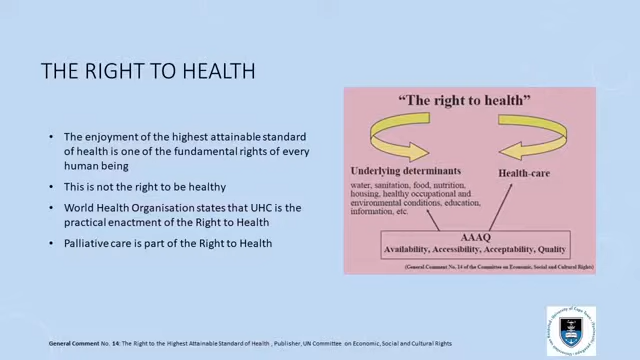 THE RIGHT TO HEALTH
• The enjoyment of the highest attainable standard
of health is one of the fundamental rights of every
human being
• This is not the right to be healthy
• World Health Organisation states that UHC is the
practical enactment of the Right to Health
• Palliative care is part of the Right to Health
"The right to health"
Underlying determinants
water, sanitation, food, nutrition,
housing, healthy occupational and
environmental conditions, education,
information, etc.
Health-care
AAAQ
Availability, Accessibility, Acceptability, Quality
(General Comment No. 14 of the Committee on Economic, Social and Cultural Rights)
General Comment No. 14: The Right to the Highest Attainable Standard of Health , Publisher, UN Committee on Economic, Social and Cultural Rights